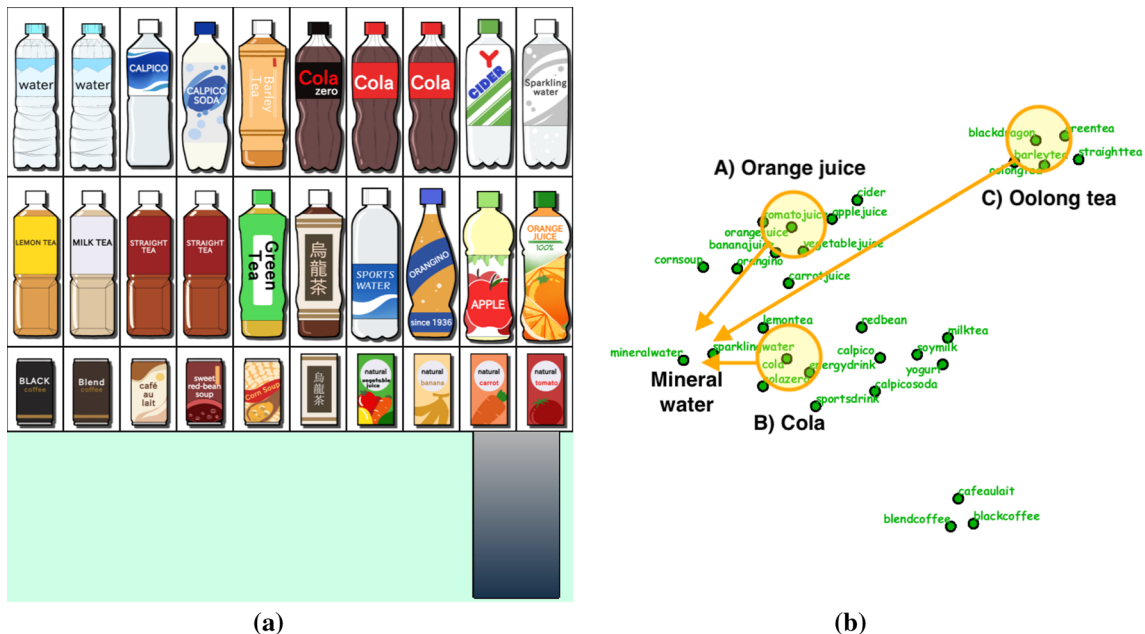 water
water
CALPICO
CALPICO
SODA
Barley
Tea
Cola
zero
Cola
Cola
Y
CIDER
Sparkling
water
LEMON TEA
MILK TEA
STRAIGHT
TEA
STRAIGHT
TEA
Green
Tea
烏龍茶
SPORTS
WATER
ORANGINO
since 1936
APPLE
ORANGE
JUICE
100%
BLACK
coffee
Blend
coffee
café
au
lait
sweet
red-bean
soup
Corn Soup
烏龍茶
natural
vegetable
juice
natural
banana
natural
carrot
natural
tomato
(a)
blackdragon
reentea
barleytea
straighttea
oolongtea
C) Oolong tea
A) Orange juice
cider
tomatojuice
applejuice
orangejuice
bananajuice
vegetablejuice
cornsoup
orangino
carrotjuice
lemontea
redbean
milktea
mineralwater
sparklingwater
calpico
soymilk
cola
energydrink
yogurt
Mineral
water
olazero
calpicosoda
sportsdrink
B) Cola
cafeaulait
blendcoffee
blackcoffee
(b)